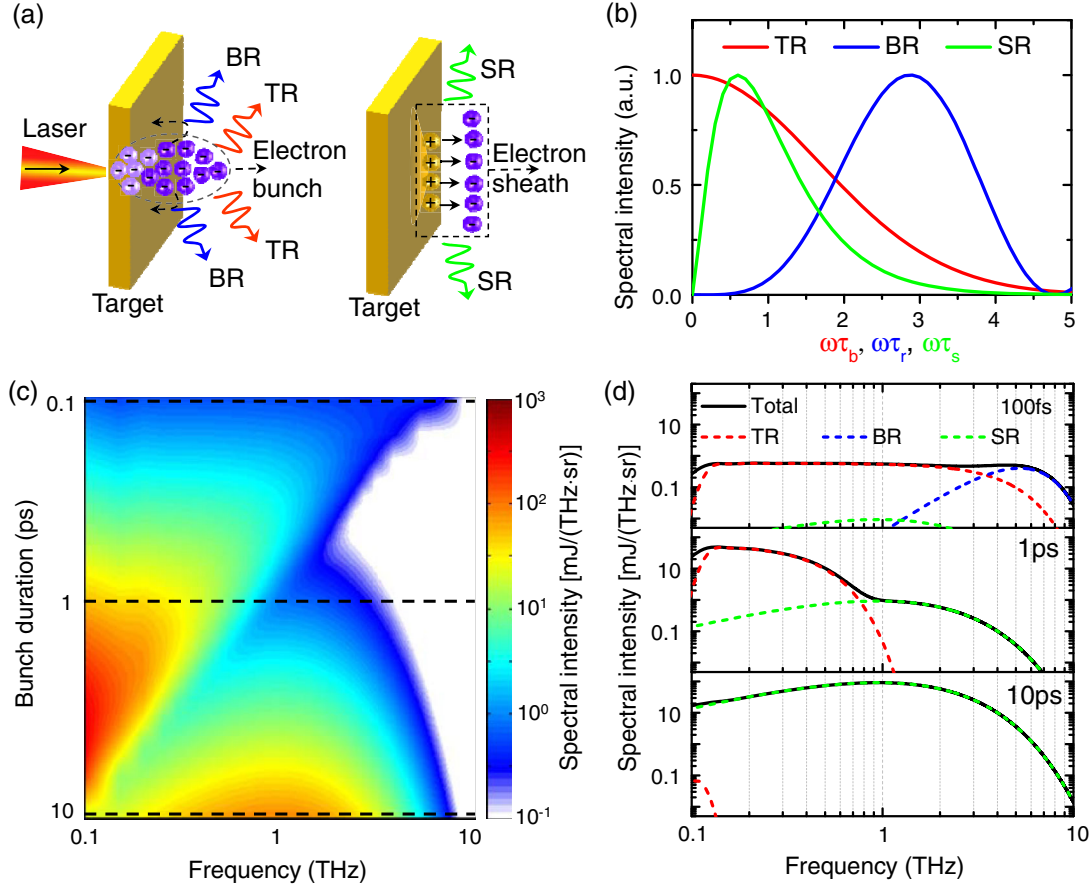 (a)
BR
TR
Laser
Electron
bunch
TR
BR
Target
SR
Electron
sheath
SR
Target
(b)
TR BR SR
Spectral intensity (a.u.)
1.0
0.5
0.0
0 1 2 3 4 5
ωτb, ωτr, ωτs
(c)
Bunch duration (ps)
0.1
1
10
0.1 1 10
Frequency (THz)
10³
10²
10¹
10⁰
10⁻¹
Spectral intensity [mJ/(THz·sr)]
(d)
Spectral intensity [mJ/(THz·sr)]
Total 100fs
TR BR SR
10
0.1
1ps
10
0.1
10ps
10
0.1
0.1 1 10
Frequency (THz)